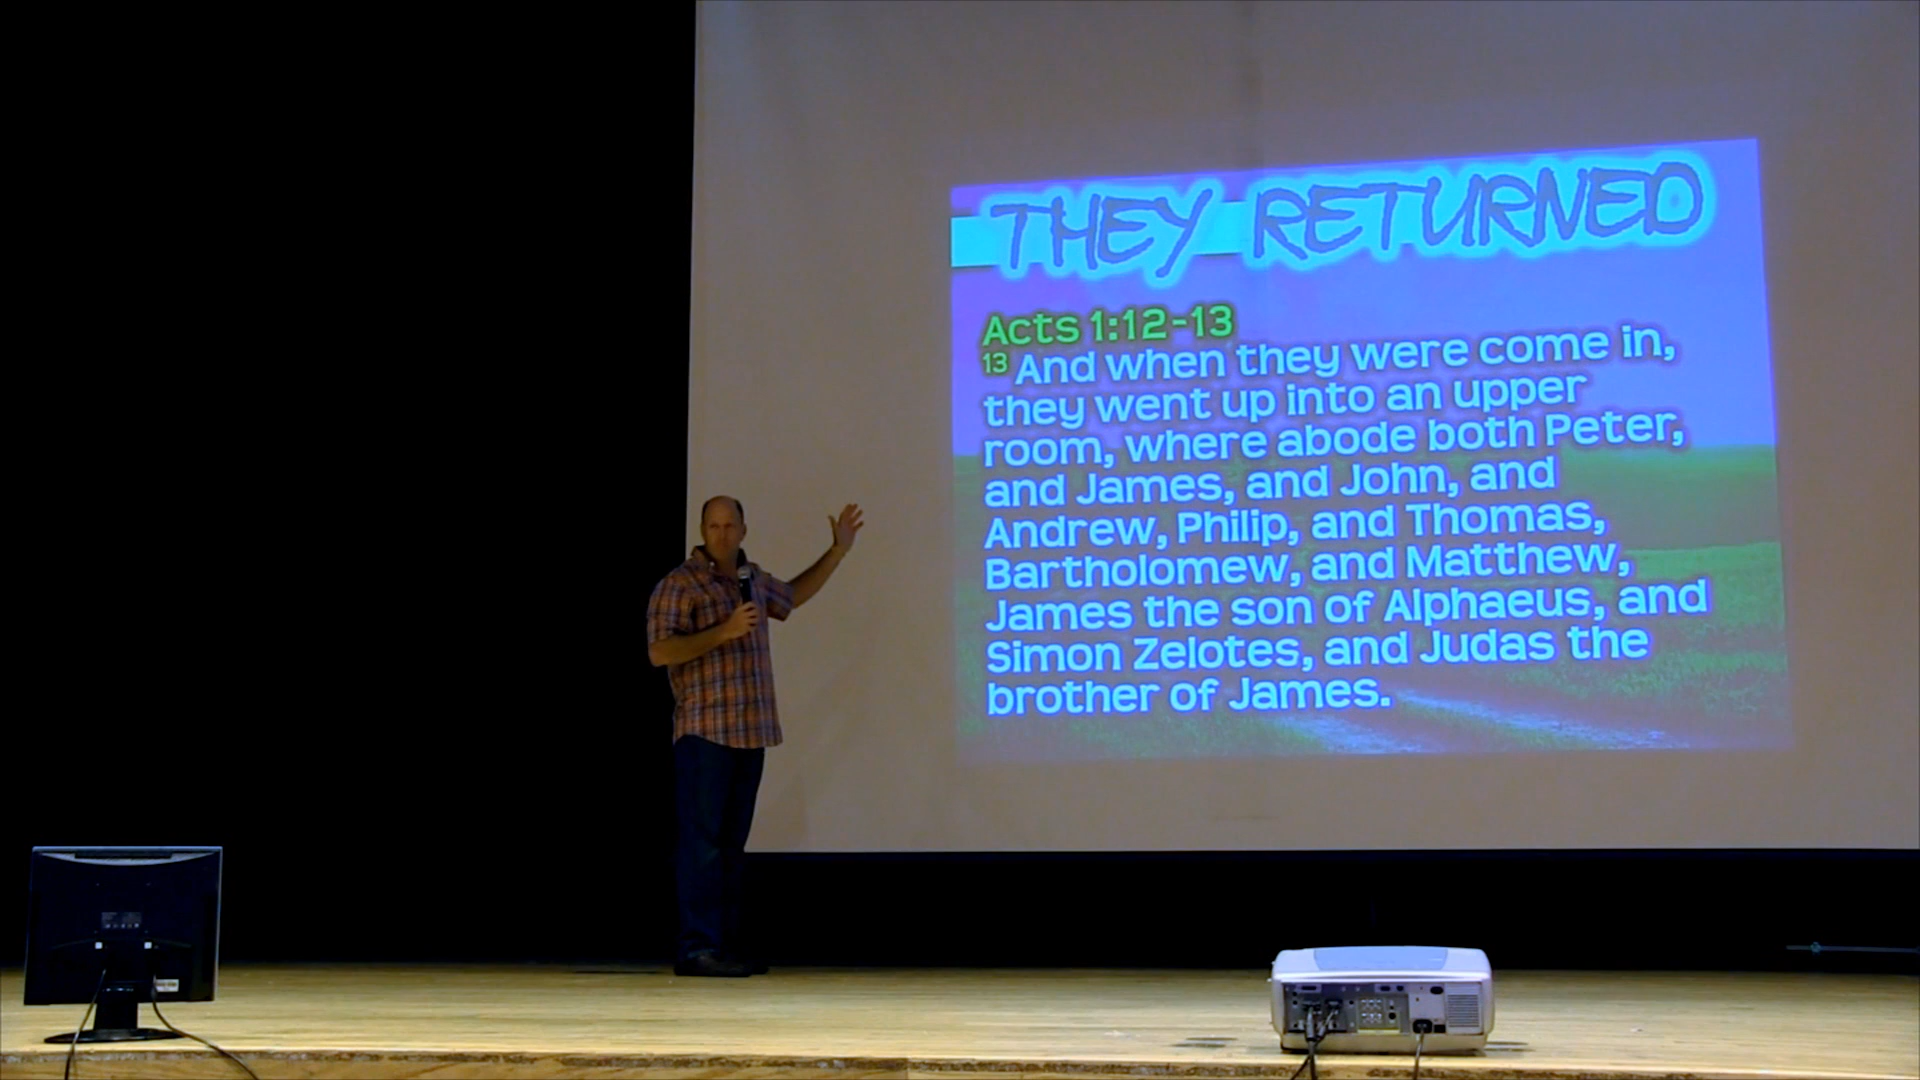 THEY RETURNED
Acts 1:12-13
13 And when they were come in,
they went up into an upper
room, where abode both Peter,
and James, and John, and
Andrew, Philip, and Thomas,
Bartholomew, and Matthew,
James the son of Alphaeus, and
Simon Zelotes, and Judas the
brother of James.